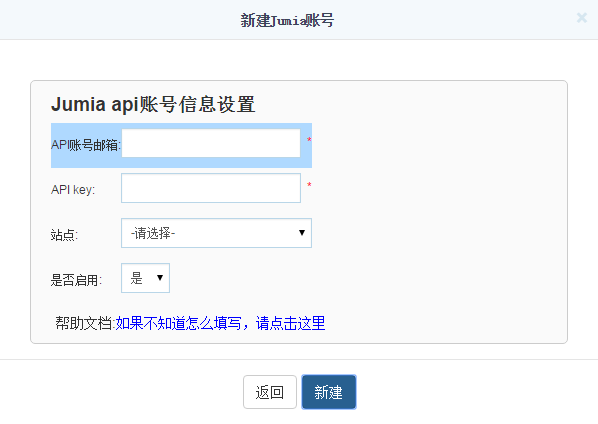 新建Jumia账号
×
Jumia api账号信息设置
API账号邮箱: *
API key: *
站点: -请选择-
是否启用: 是
帮助文档:如果不知道怎么填写，请点击这里
返回 新建